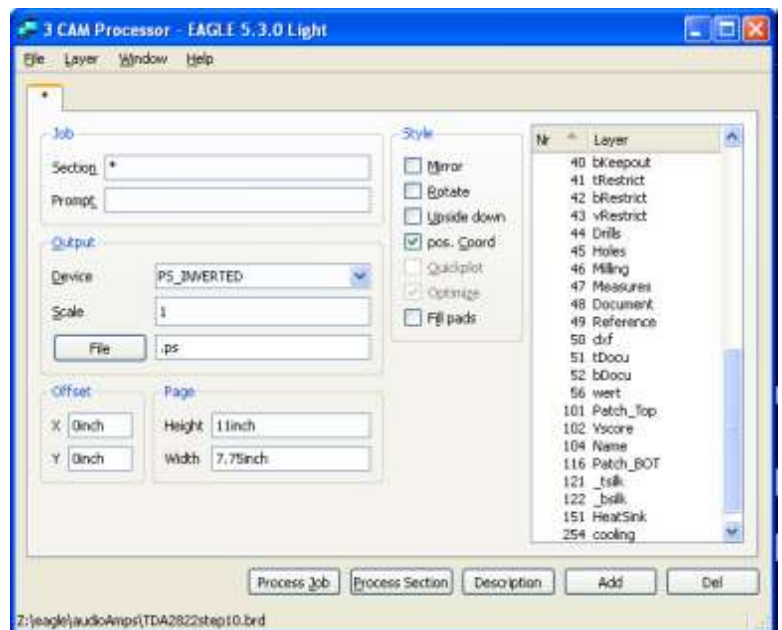 3 CAM Processor - EAGLE 5.3.0 Light
File Layer Window Help
*
Job
Section *
Prompt
Output
Device PS_INVERTED
Scale 1
File .ps
Offset
X 0inch
Y 0inch
Page
Height 11inch
Width 7.75inch
Style
Mirror
Rotate
Upside down
pos. Coord
Quickplot
Optimize
Fill pads
Nr Layer
40 bKeepout
41 tRestrict
42 bRestrict
43 vRestrict
44 Drills
45 Holes
46 Milling
47 Measures
48 Document
49 Reference
50 dxf
51 tDocu
52 bDocu
56 wert
101 Patch_Top
102 Vscore
104 Name
116 Patch_BOT
121 _tsilk
122 _bsilk
151 HeatSink
254 cooling
Process Job Process Section Description Add Del
Z:\eagle\audioAmps\TDA2822step10.brd